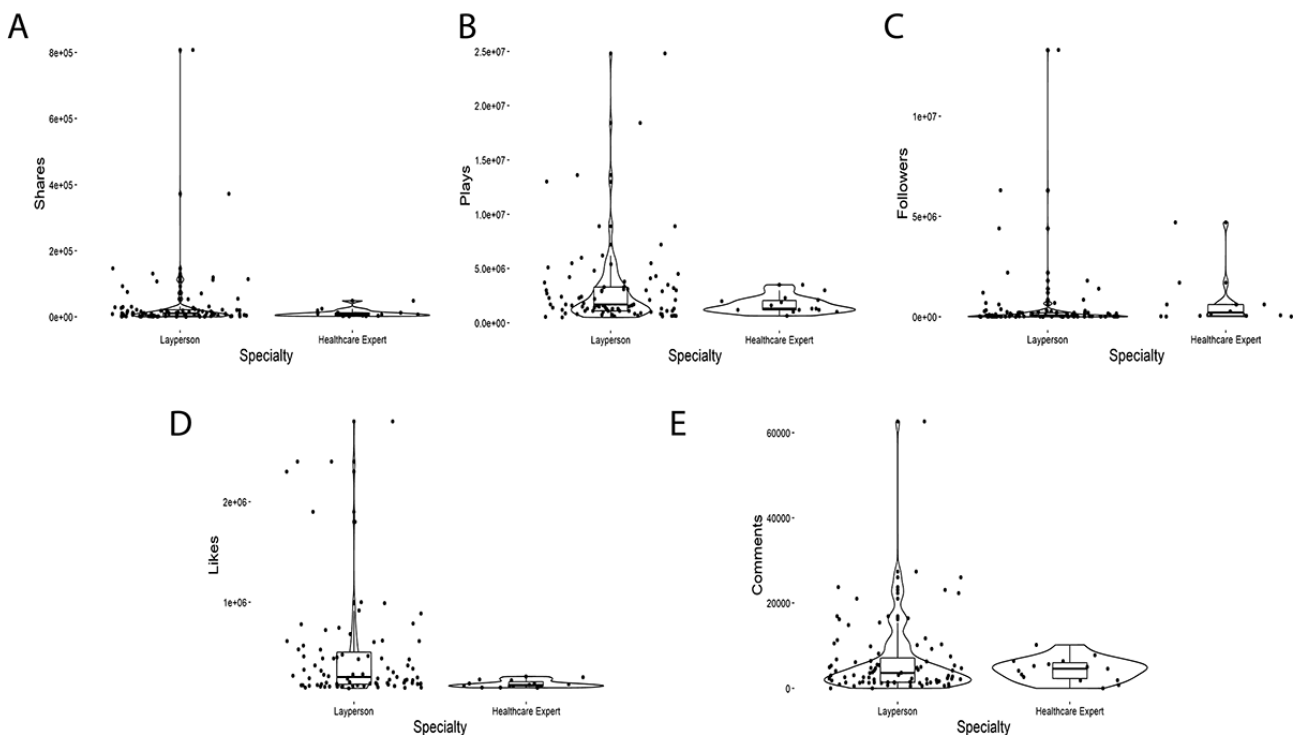 A
Shares
8e+05
6e+05
4e+05
2e+05
0e+00
Layperson
Healthcare Expert
Specialty
B
Plays
2.5e+07
2.0e+07
1.5e+07
1.0e+07
5.0e+06
0.0e+00
Layperson
Healthcare Expert
Specialty
C
Followers
1e+07
5e+06
0e+00
Layperson
Healthcare Expert
Specialty
D
Likes
2e+06
1e+06
Layperson
Healthcare Expert
Specialty
E
Comments
60000
40000
20000
0
Layperson
Healthcare Expert
Specialty